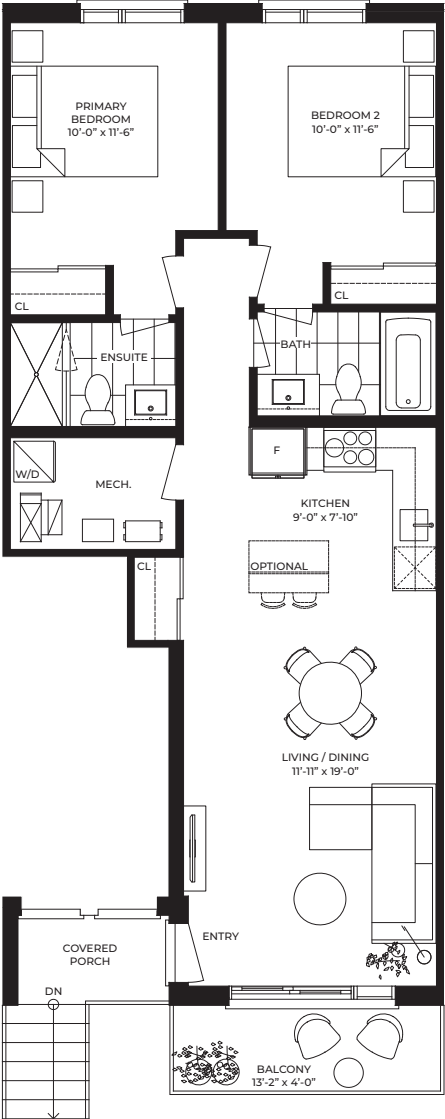 PRIMARY
BEDROOM
10'-0" x 11'-6"
BEDROOM 2
10'-0" x 11'-6"
CL
CL
ENSUITE
BATH
W/D
MECH.
F
KITCHEN
9'-0" x 7'-10"
CL
OPTIONAL
LIVING / DINING
11'-11" x 19'-0"
ENTRY
COVERED
PORCH
DN
BALCONY
13'-2" x 4'-0"